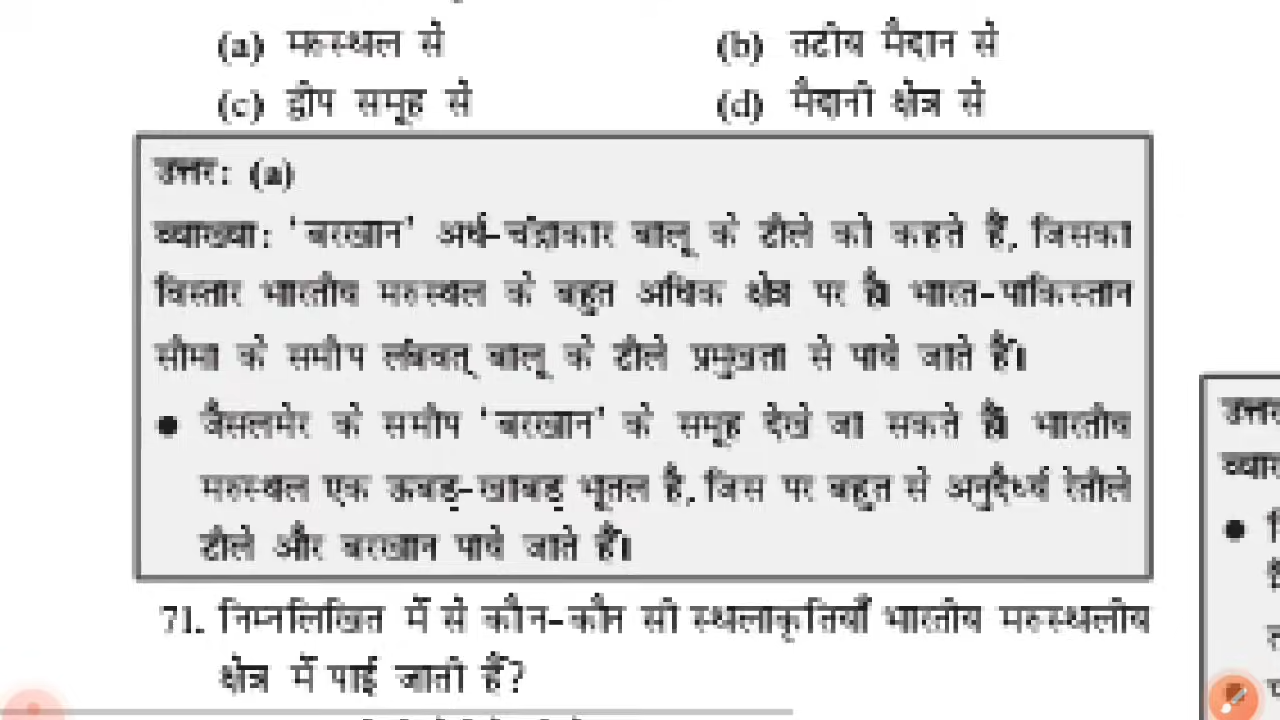 (a) मरुस्थल से (b) तटीय मैदान से
(c) द्वीप समूह से (d) मैदानी क्षेत्र से
उत्तर: (a)
व्याख्या: 'बरखान' अर्ध-चंद्राकार बालू के टीले को कहते हैं, जिसका
विस्तार भारतीय मरुस्थल के बहुत अधिक क्षेत्र पर है। भारत-पाकिस्तान
सीमा के समीप लंबवत् बालू के टीले प्रमुखता से पाये जाते हैं।
● जैसलमेर के समीप 'बरखान' के समूह देखे जा सकते हैं। भारतीय
मरुस्थल एक ऊबड़-खाबड़ भूतल है, जिस पर बहुत से अनुदैर्ध्य रेतीले
टीले और बरखान पाये जाते हैं।
71. निम्नलिखित में से कौन-कौन सी स्थलाकृतियाँ भारतीय मरुस्थलीय
क्षेत्र में पाई जाती हैं?